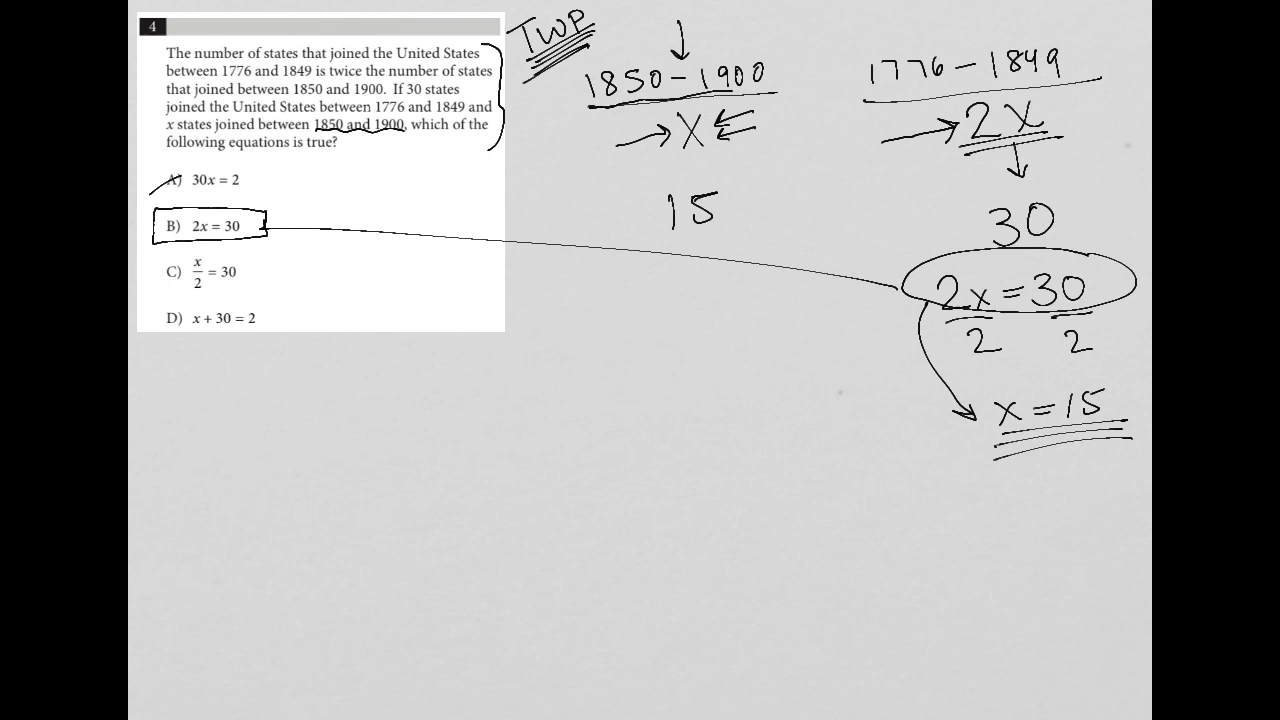 4
The number of states that joined the United States
between 1776 and 1849 is twice the number of states
that joined between 1850 and 1900. If 30 states
joined the United States between 1776 and 1849 and
x states joined between 1850 and 1900, which of the
following equations is true?
A) 30x = 2
B) 2x = 30
C) x/2 = 30
D) x + 30 = 2
TWP
1850 - 1900
X
15
1776 - 1849
2X
30
2x = 30
2 2
x = 15